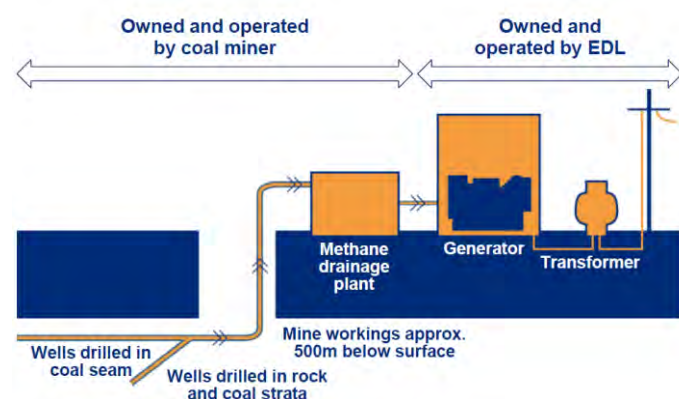 Owned and operated
by coal miner
Owned and
operated by EDL
Methane
drainage
plant
Generator
Transformer
Mine workings approx.
500m below surface
Wells drilled in
coal seam
Wells drilled in rock
and coal strata